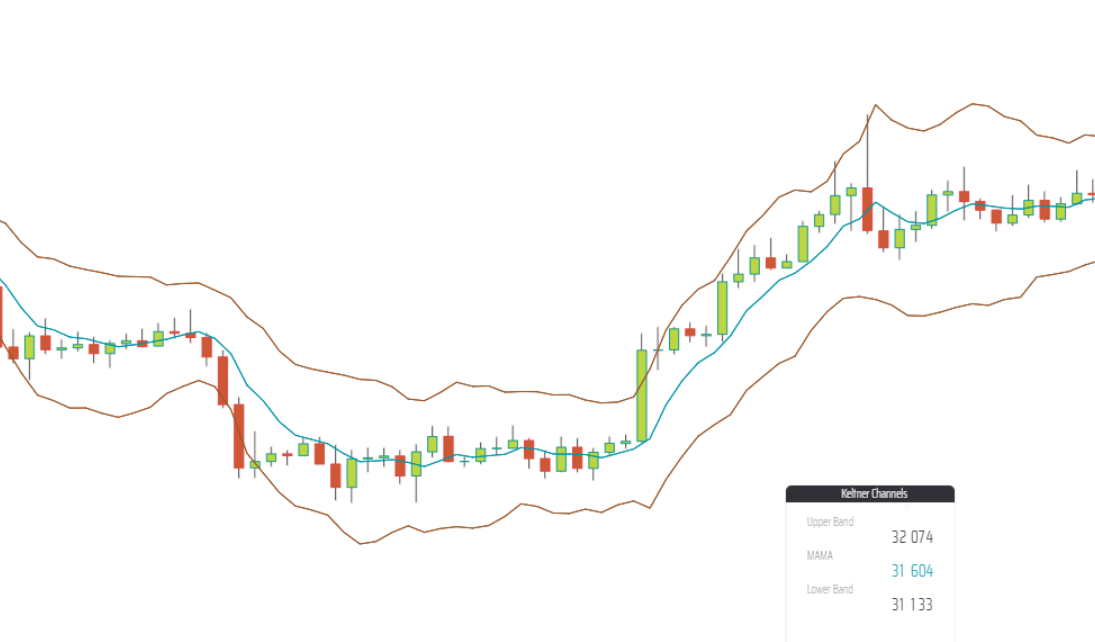 Keltner Channels
Upper Band
32 074
MAMA
31 604
Lower Band
31 133